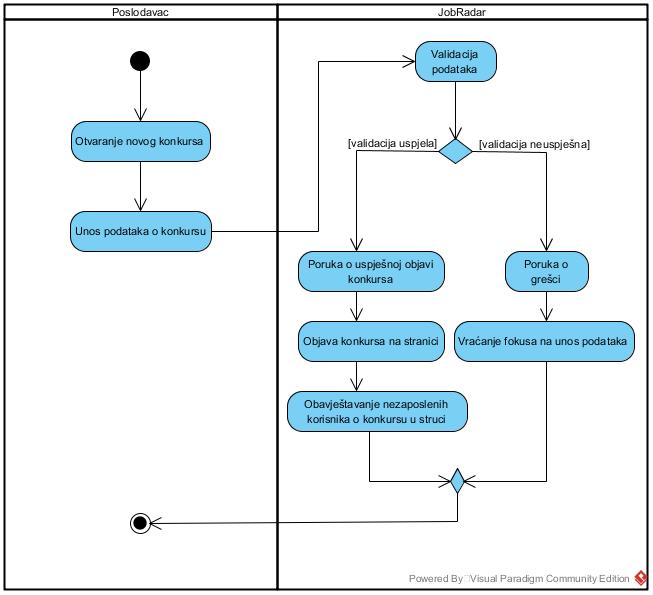 Poslodavac
JobRadar
Validacija
podataka
[validacija uspjela]
[validacija neuspješna]
Otvaranje novog konkursa
Unos podataka o konkursu
Poruka o uspješnoj objavi
konkursa
Poruka o
grešci
Objava konkursa na stranici
Vraćanje fokusa na unos podataka
Obavještavanje nezaposlenih
korisnika o konkursu u struci
Powered By Visual Paradigm Community Edition